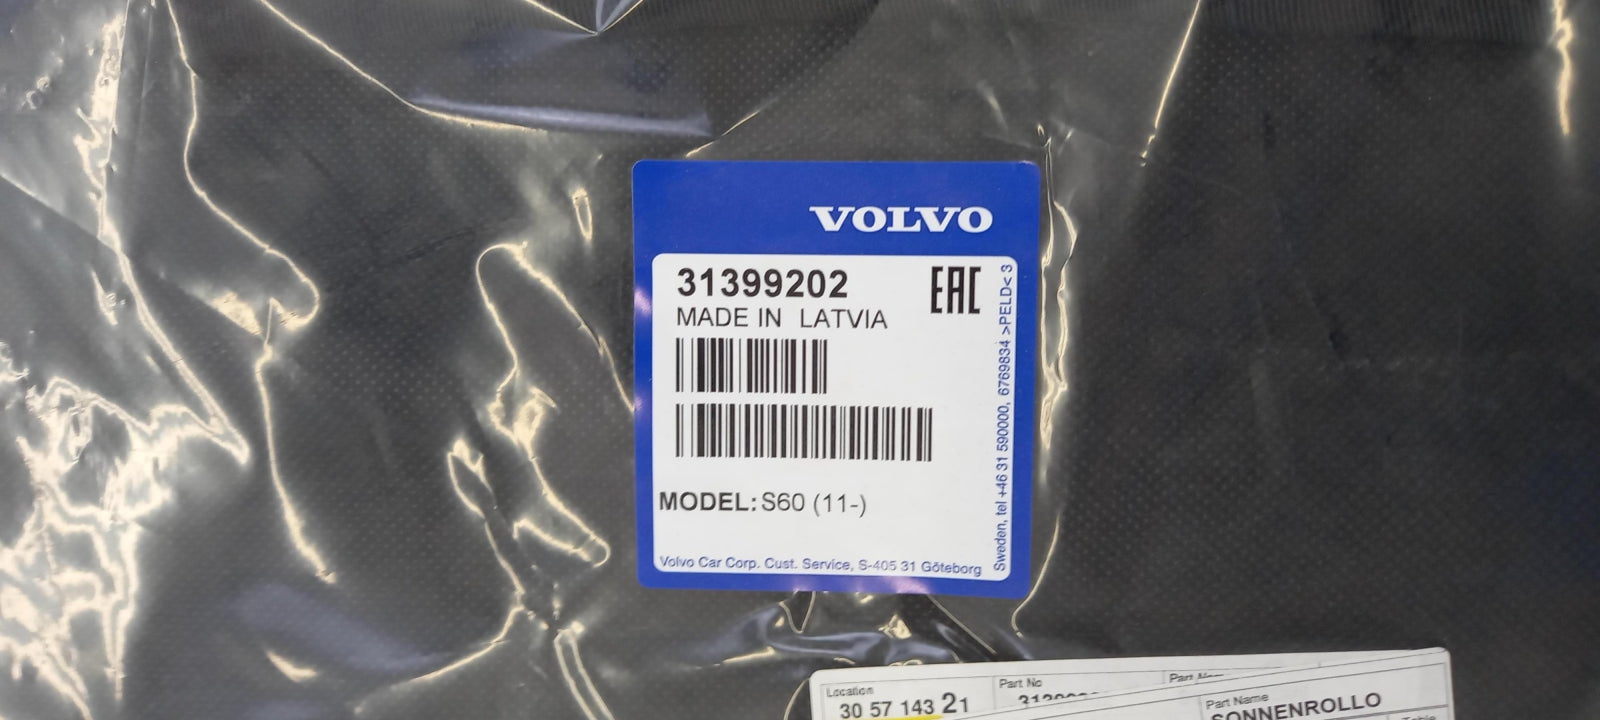 VOLVO
31399202
EAC
MADE IN LATVIA
MODEL: S60 (11-)
Volvo Car Corp. Cust. Service, S-405 31 Göteborg
Sweden, tel +46 31 590000, 6769834 >PELD< 3
Location
30 57 143 21
Part No
Part Name
SONNENROLLO